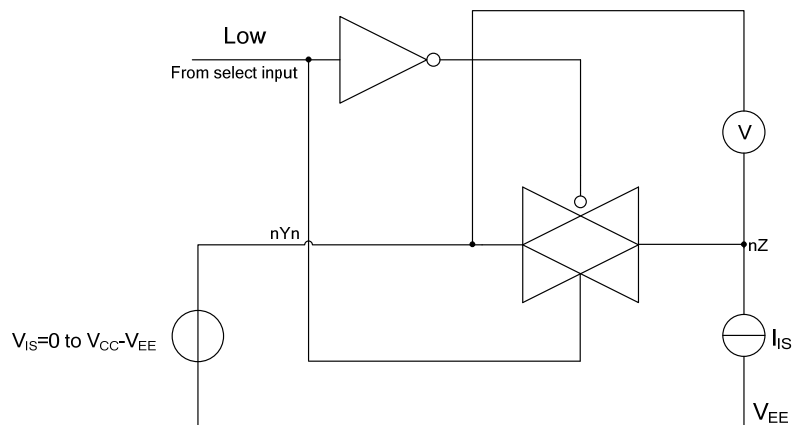 Low
From select input
V
nYn
nZ
V_IS=0 to V_CC-V_EE
I_IS
V_EE